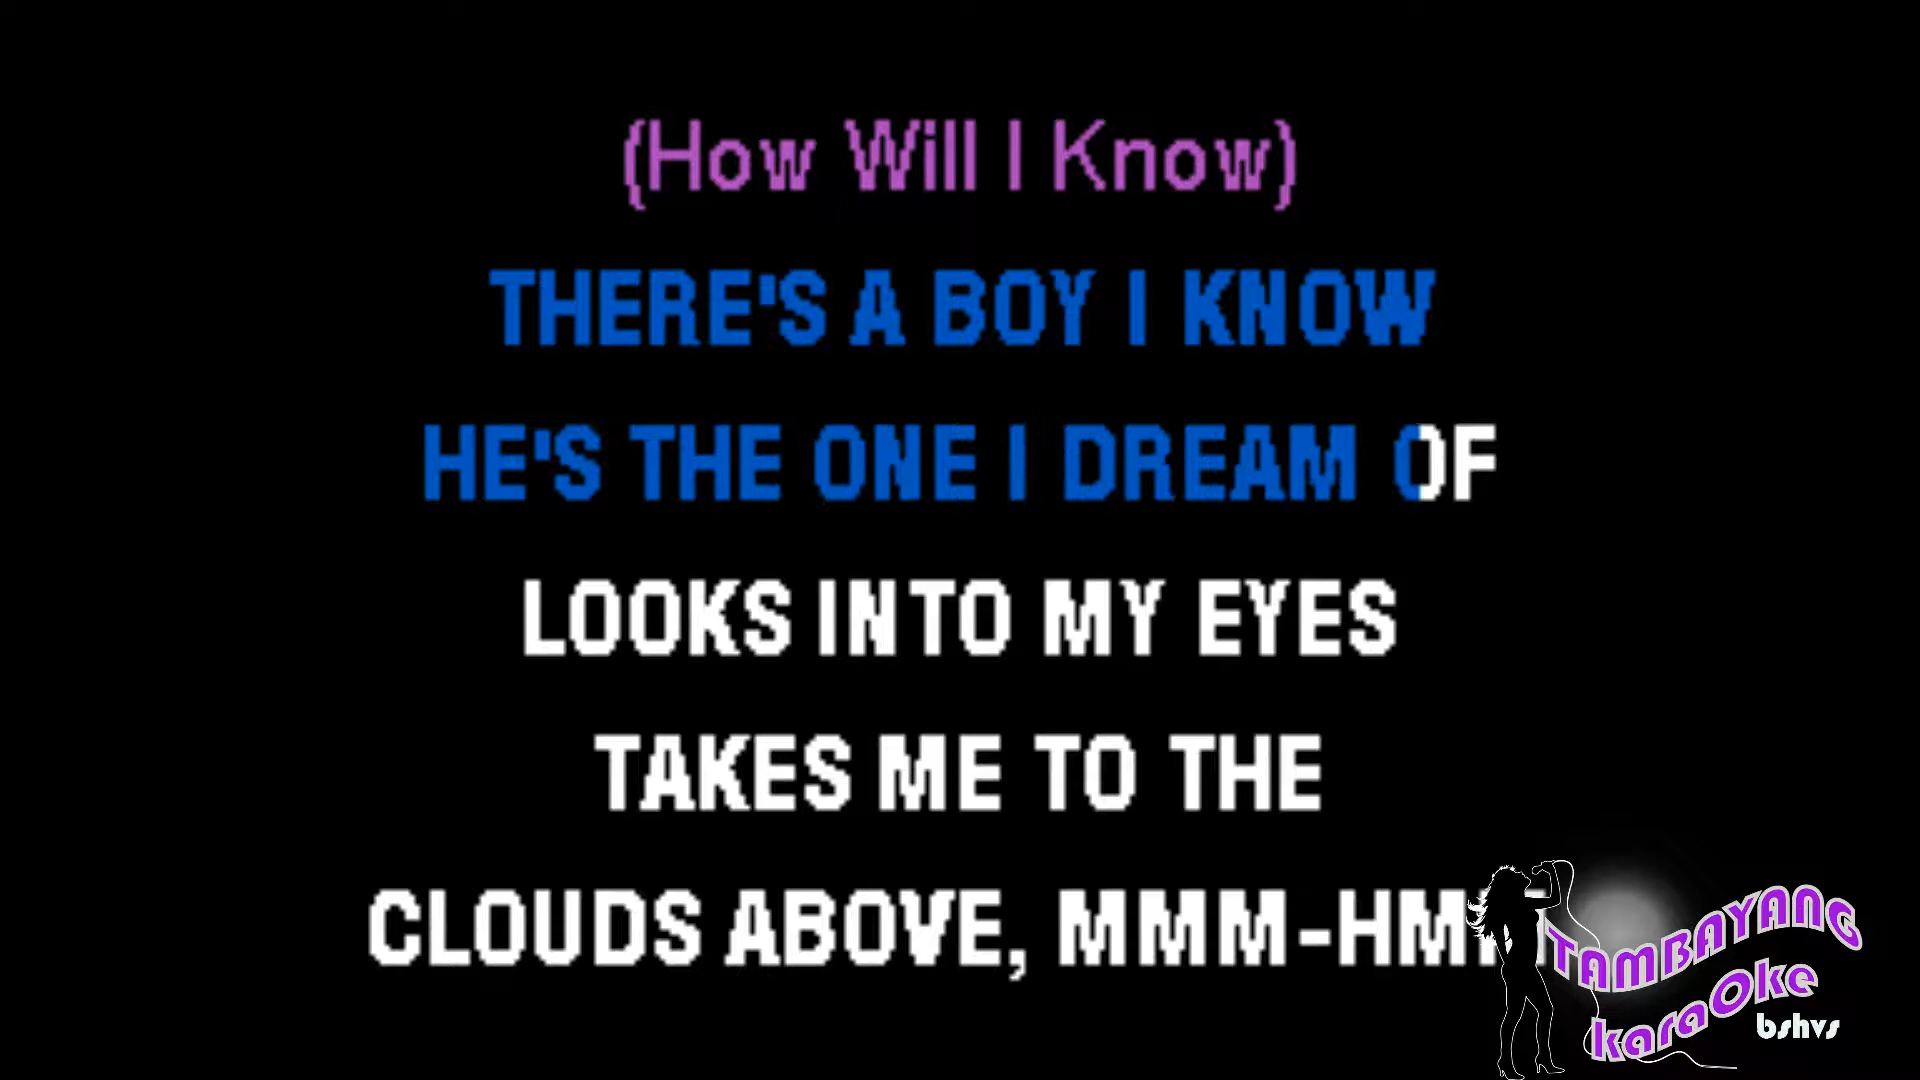 (How Will I Know)
THERE'S A BOY I KNOW
HE'S THE ONE I DREAM OF
LOOKS INTO MY EYES
TAKES ME TO THE
CLOUDS ABOVE, MMM-HMM
TAMBAYANG
karaOke
bshvs